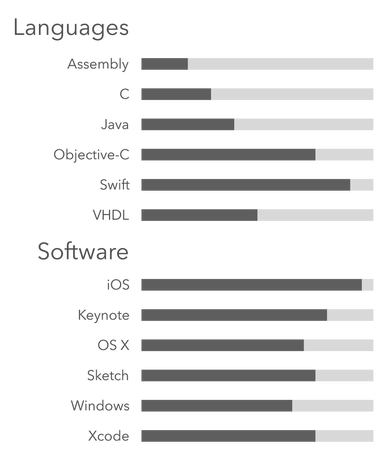 Languages
Assembly
C
Java
Objective-C
Swift
VHDL
Software
iOS
Keynote
OS X
Sketch
Windows
Xcode